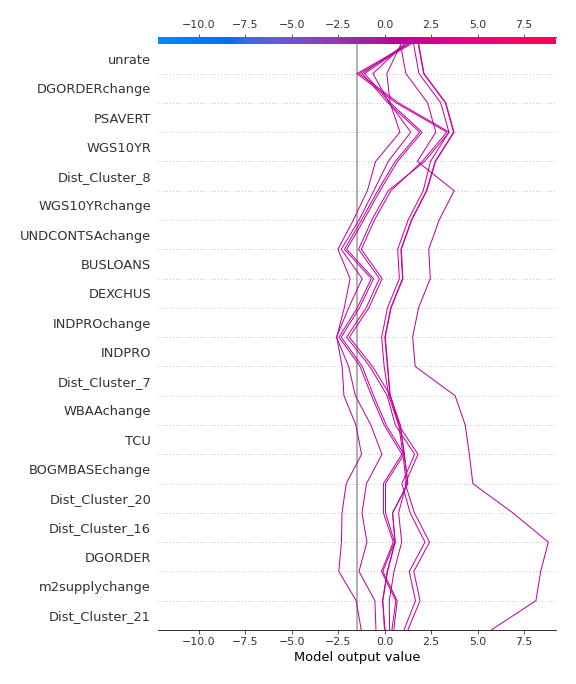 −10.0 −7.5 −5.0 −2.5 0.0 2.5 5.0 7.5
unrate
DGORDERchange
PSAVERT
WGS10YR
Dist_Cluster_8
WGS10YRchange
UNDCONTSAchange
BUSLOANS
DEXCHUS
INDPROchange
INDPRO
Dist_Cluster_7
WBAAchange
TCU
BOGMBASEchange
Dist_Cluster_20
Dist_Cluster_16
DGORDER
m2supplychange
Dist_Cluster_21
−10.0 −7.5 −5.0 −2.5 0.0 2.5 5.0 7.5
Model output value